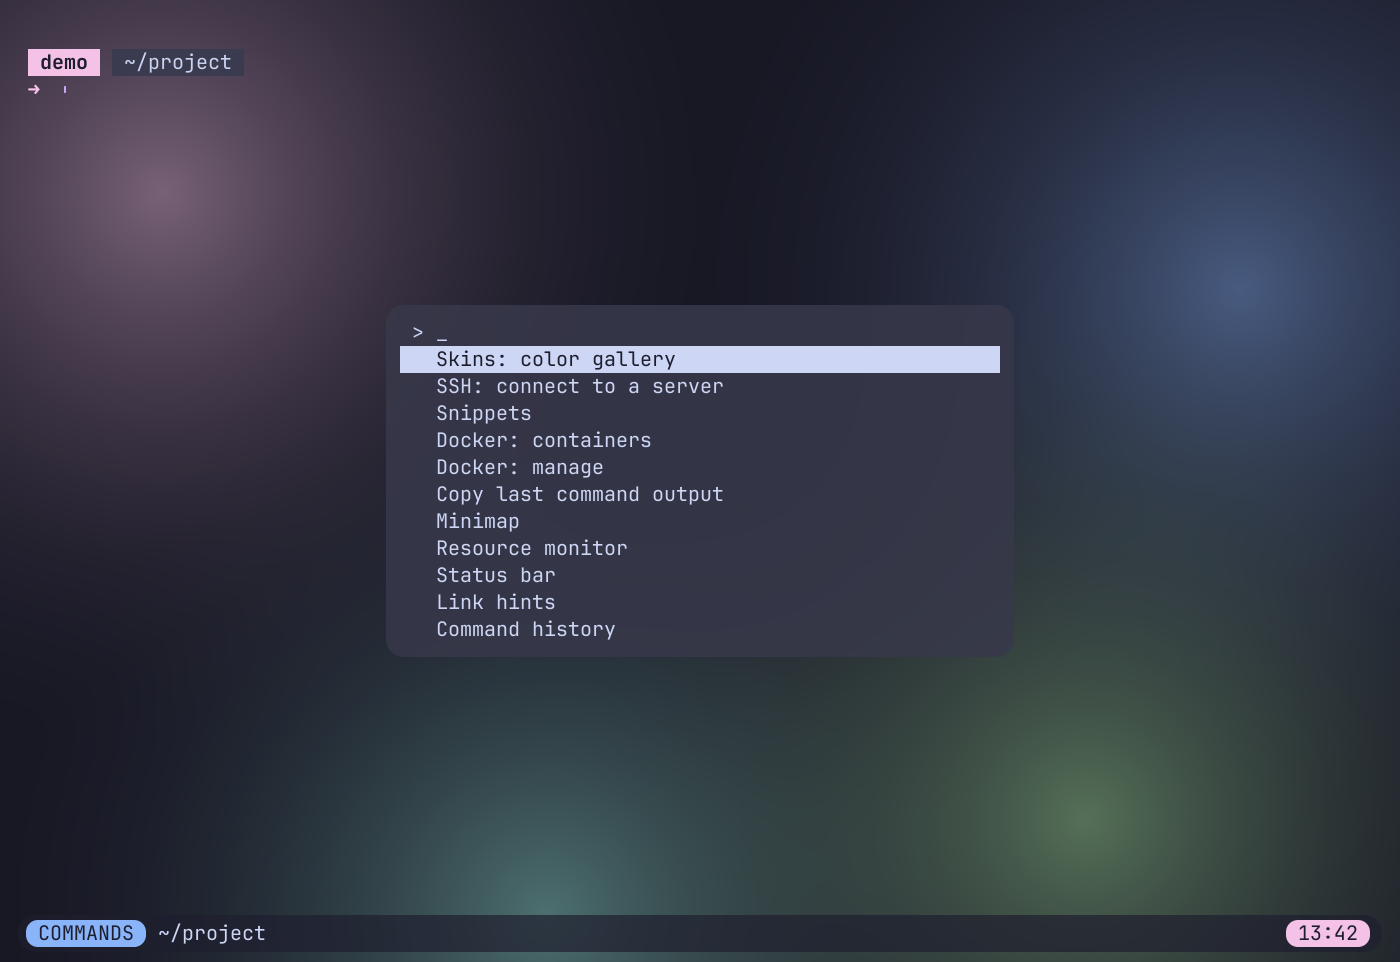 demo ~/project
➜
> _
Skins: color gallery
SSH: connect to a server
Snippets
Docker: containers
Docker: manage
Copy last command output
Minimap
Resource monitor
Status bar
Link hints
Command history
COMMANDS ~/project 13:42